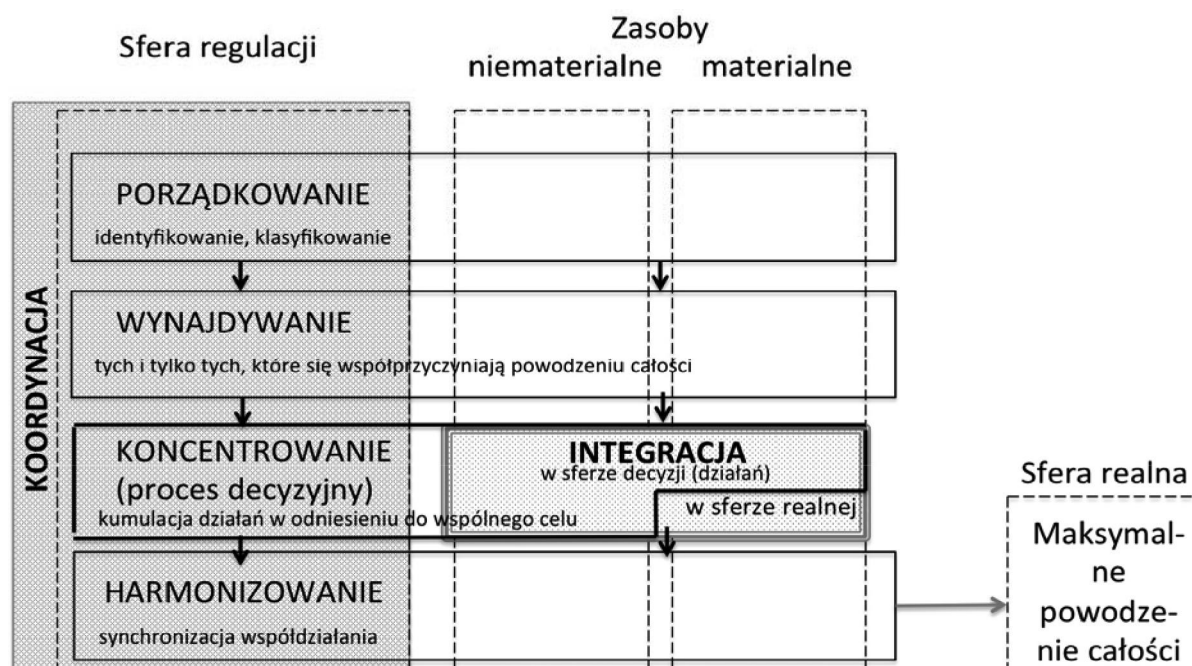 Sfera regulacji
Zasoby
niematerialne materialne
KOORDYNACJA
PORZĄDKOWANIE
identyfikowanie, klasyfikowanie
WYNAJDYWANIE
tych i tylko tych, które się współprzyczyniają powodzeniu całości
KONCENTROWANIE
(proces decyzyjny)
kumulacja działań w odniesieniu do wspólnego celu
INTEGRACJA
w sferze decyzji (działań)
w sferze realnej
HARMONIZOWANIE
synchronizacja współdziałania
Sfera realna
Maksymal-
ne
powodze-
nie całości